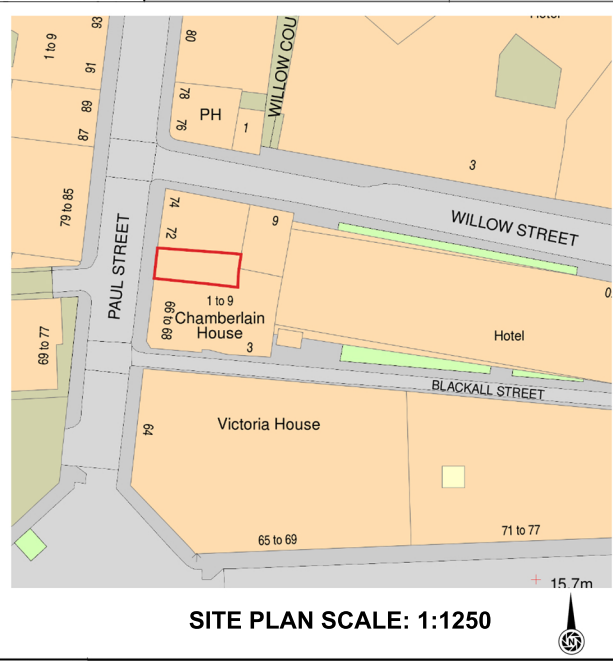 Hotel
93
80
WILLOW COU
1 to 9
91
78
89
PH
76
1
87
3
79 to 85
74
9
72
WILLOW STREET
PAUL STREET
1 to 9
66 to 68
Chamberlain
House
3
Hotel
69 to 77
BLACKALL STREET
64
Victoria House
65 to 69
71 to 77
15.7m
SITE PLAN SCALE: 1:1250
N